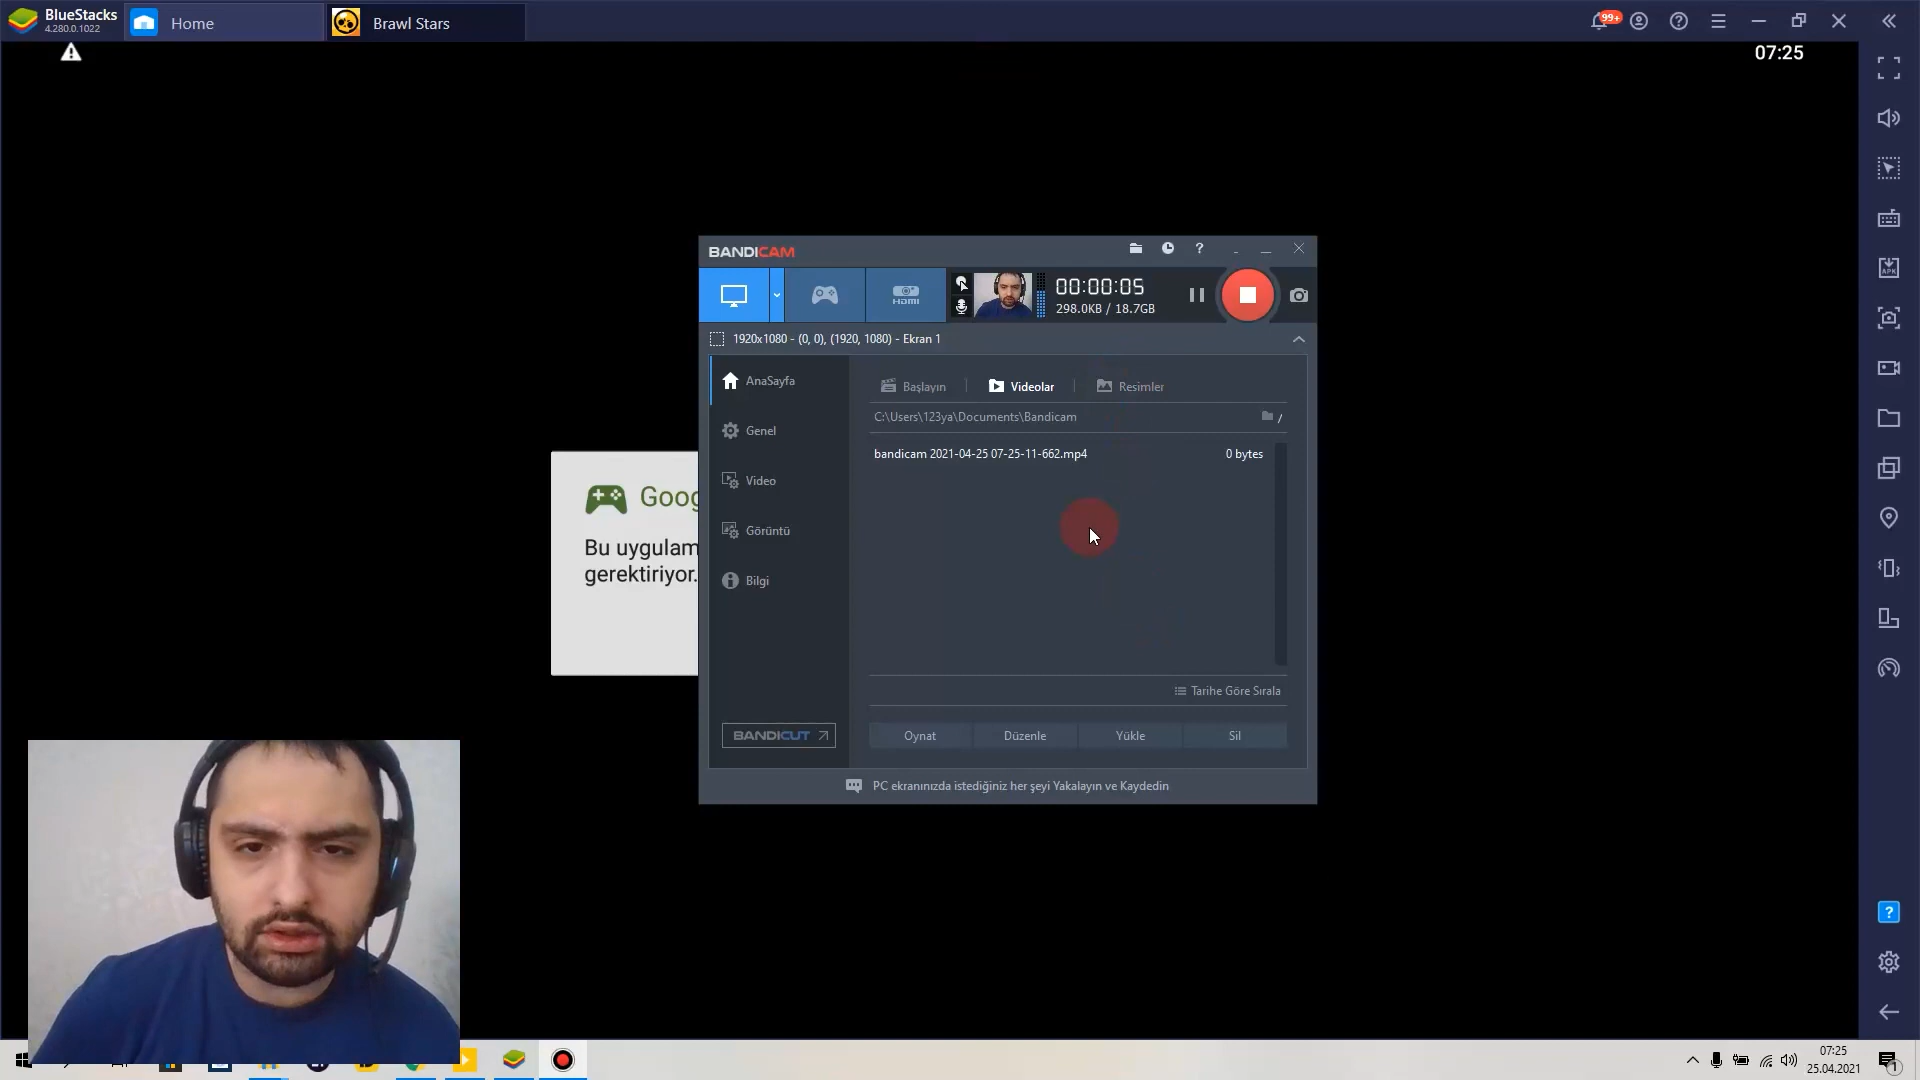 BlueStacks
4.280.0.1022
Home
Brawl Stars
99+
07:25
BANDICAM
HDMI
00:00:05
298.0KB / 18.7GB
1920x1080 - (0, 0), (1920, 1080) - Ekran 1
AnaSayfa
Genel
Video
Görüntü
Bilgi
BANDICUT
Başlayın
Videolar
Resimler
C:\Users\123ya\Documents\Bandicam
bandicam 2021-04-25 07-25-11-662.mp4 0 bytes
Tarihe Göre Sırala
Oynat Düzenle Yükle Sil
PC ekranınızda istediğiniz her şeyi Yakalayın ve Kaydedin
Goog
Bu uygulam
gerektiriyor.
APK
07:25
25.04.2021
1